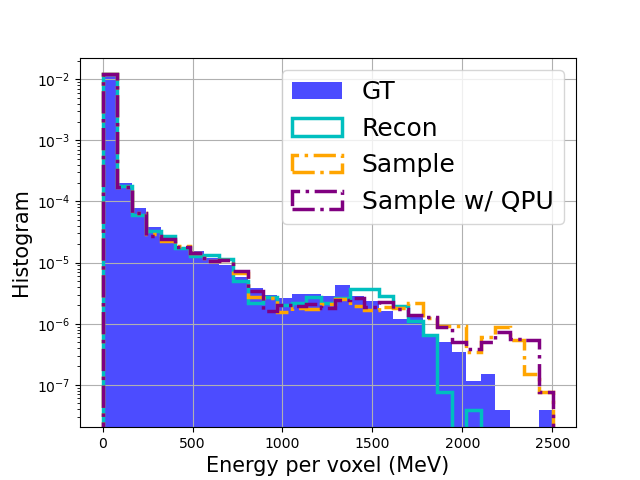 GT
Recon
Sample
Sample w/ QPU
Histogram
10⁻²
10⁻³
10⁻⁴
10⁻⁵
10⁻⁶
10⁻⁷
0 500 1000 1500 2000 2500
Energy per voxel (MeV)